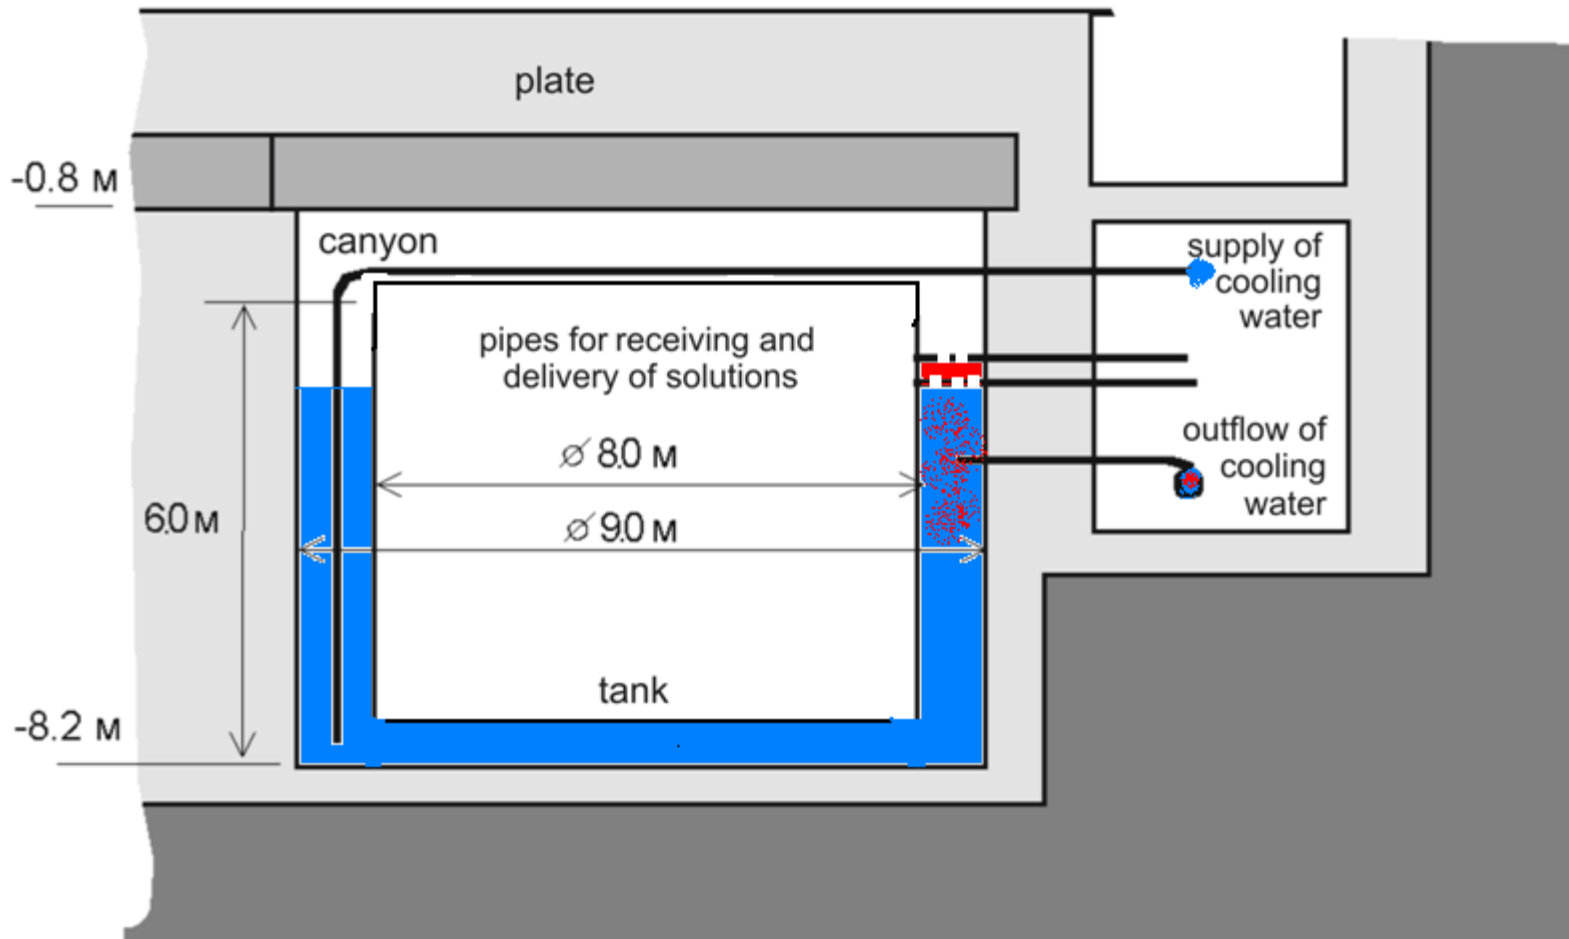 plate
-0.8 м
canyon
supply of
cooling
water
pipes for receiving and
delivery of solutions
outflow of
cooling
water
⌀ 8.0 м
6.0 м
⌀ 9.0 м
tank
-8.2 м